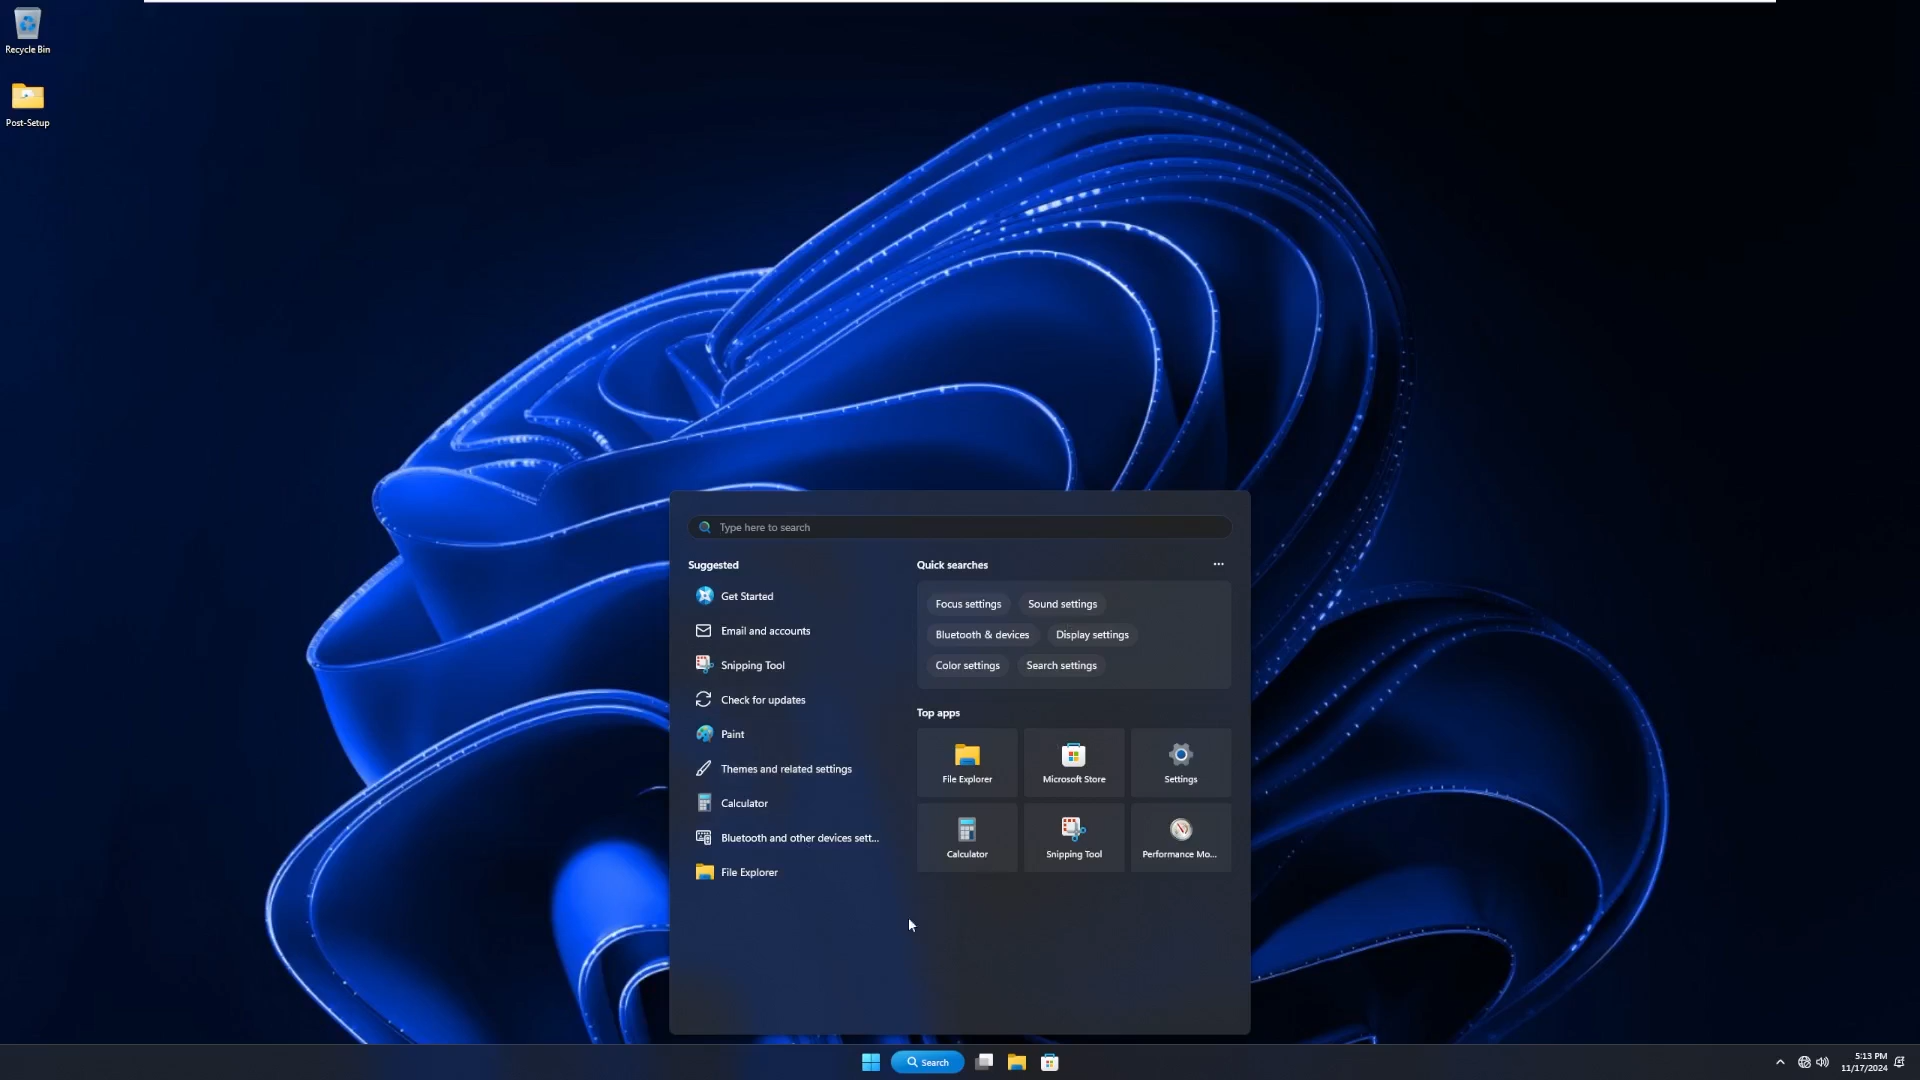 Recycle Bin
Post-Setup
Type here to search
Suggested
Get Started
Email and accounts
Snipping Tool
Check for updates
Paint
Themes and related settings
Calculator
Bluetooth and other devices sett...
File Explorer
Quick searches
Focus settings
Sound settings
Bluetooth & devices
Display settings
Color settings
Search settings
Top apps
File Explorer
Microsoft Store
Settings
Calculator
Snipping Tool
Performance Mo...
Search
5:13 PM
11/17/2024